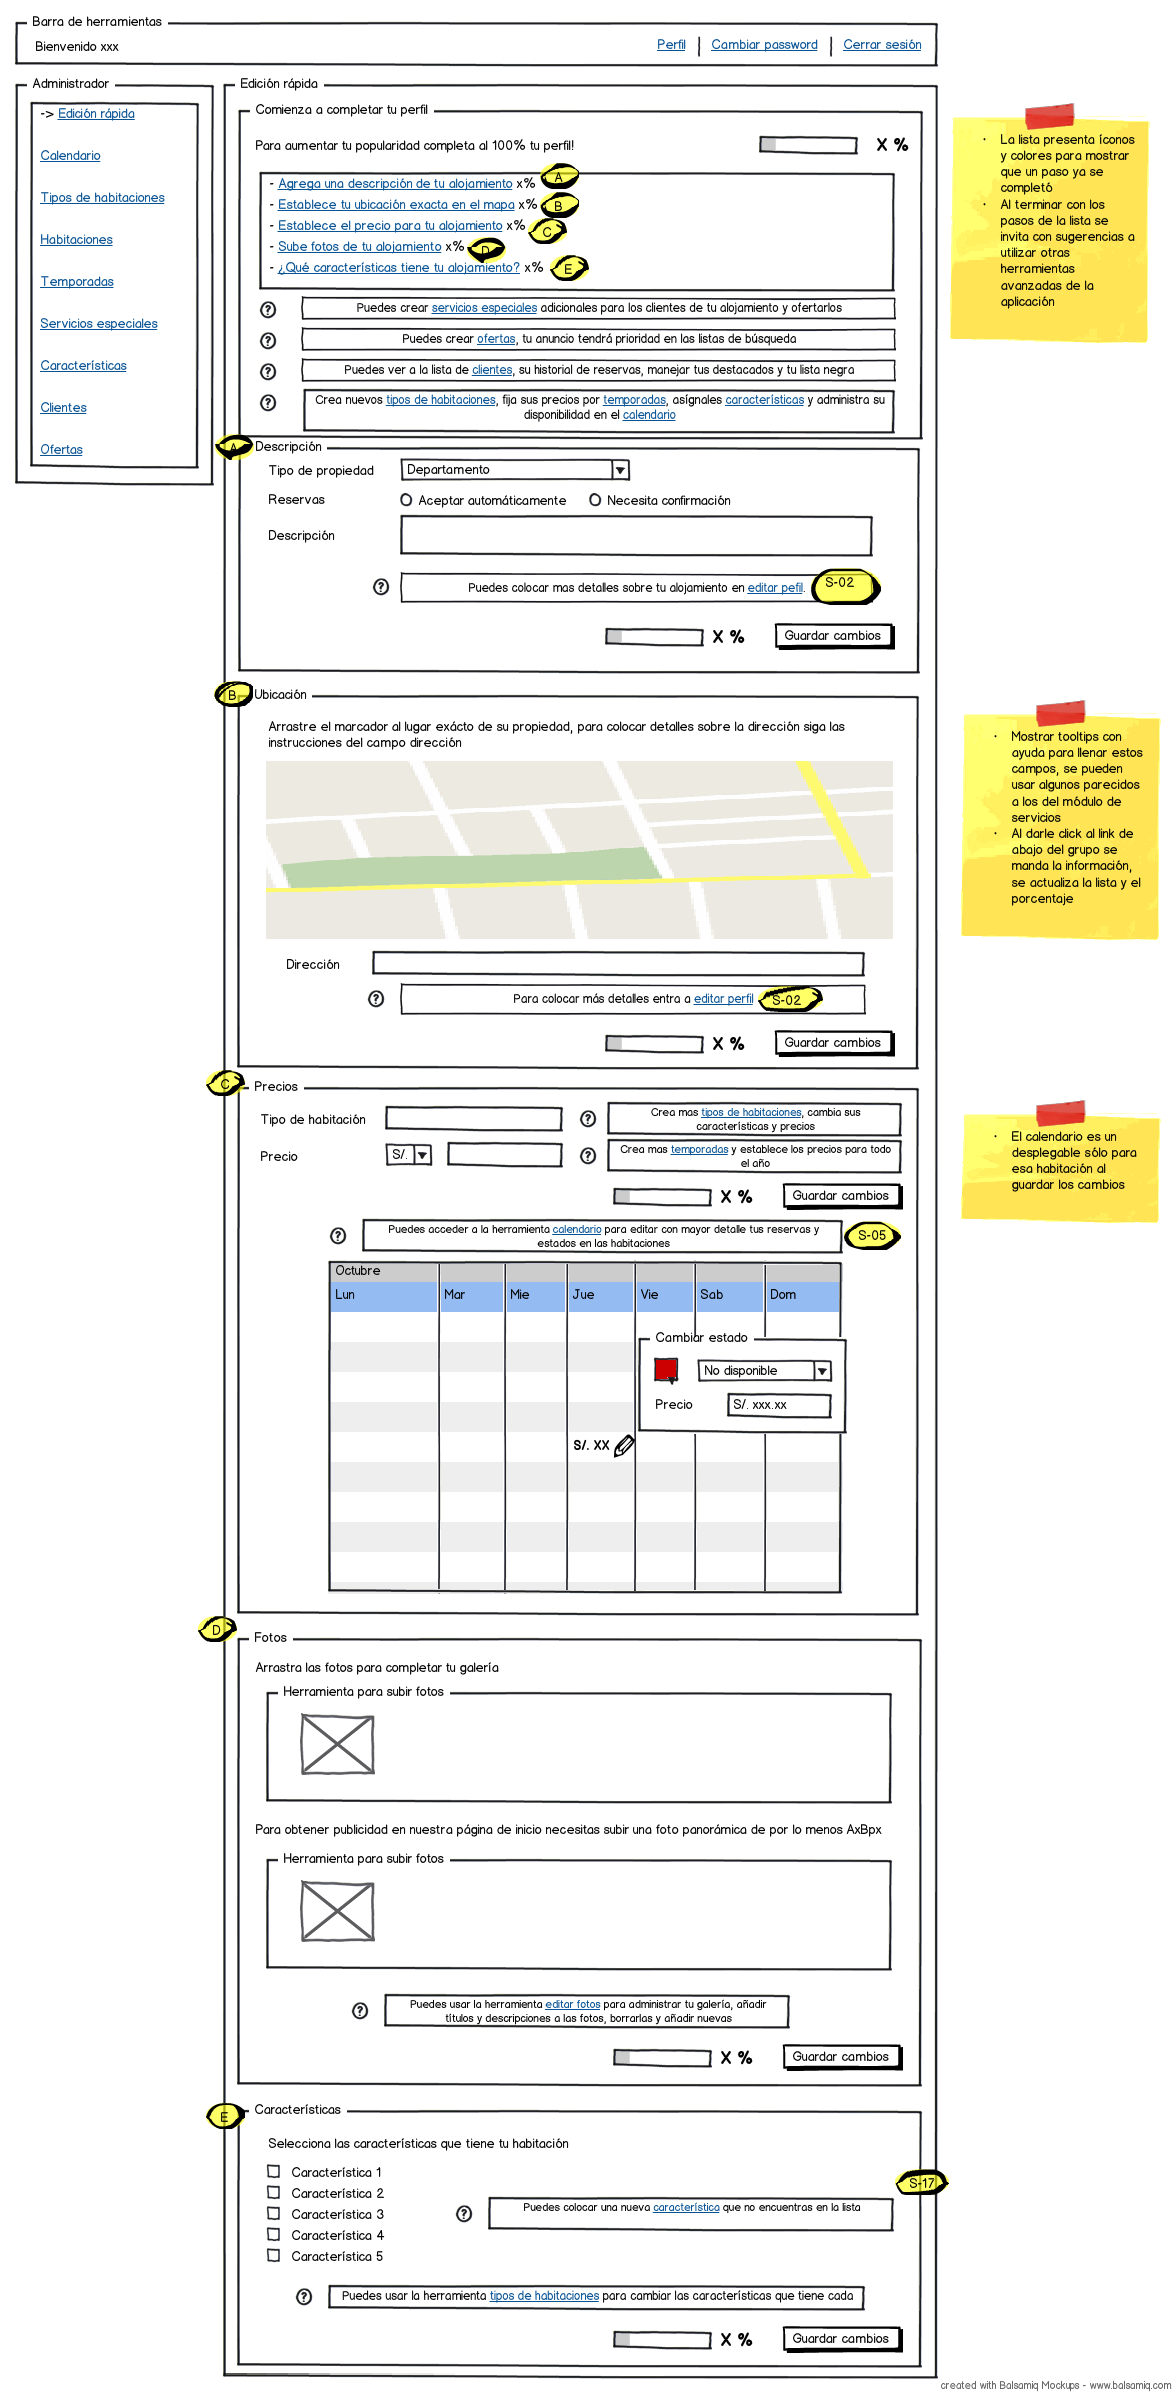 Barra de herramientas
Bienvenido xxx
Perfil
Cambiar password
Cerrar sesión
Administrador
-> Edición rápida
Calendario
Tipos de habitaciones
Habitaciones
Temporadas
Servicios especiales
Características
Clientes
Ofertas
Edición rápida
Comienza a completar tu perfil
Para aumentar tu popularidad completa al 100% tu perfil!
X %
- Agrega una descripción de tu alojamiento x% A
- Establece tu ubicación exacta en el mapa x% B
- Establece el precio para tu alojamiento x% C
- Sube fotos de tu alojamiento x% D
- ¿Qué características tiene tu alojamiento? x% E
? Puedes crear servicios especiales adicionales para los clientes de tu alojamiento y ofertarlos
? Puedes crear ofertas, tu anuncio tendrá prioridad en las listas de búsqueda
? Puedes ver a la lista de clientes, su historial de reservas, manejar tus destacados y tu lista negra
? Crea nuevos tipos de habitaciones, fija sus precios por temporadas, asígnales características y administra su
disponibilidad en el calendario
• La lista presenta íconos
y colores para mostrar
que un paso ya se
completó
• Al terminar con los
pasos de la lista se
invita con sugerencias a
utilizar otras
herramientas
avanzadas de la
aplicación
A Descripción
Tipo de propiedad
Departamento
Reservas
Aceptar automáticamente
Necesita confirmación
Descripción
? Puedes colocar mas detalles sobre tu alojamiento en editar pefil.
S-02
X %
Guardar cambios
B Ubicación
Arrastre el marcador al lugar exácto de su propiedad, para colocar detalles sobre la dirección siga las
instrucciones del campo dirección
Dirección
? Para colocar más detalles entra a editar perfil
S-02
X %
Guardar cambios
• Mostrar tooltips con
ayuda para llenar estos
campos, se pueden
usar algunos parecidos
a los del módulo de
servicios
• Al darle click al link de
abajo del grupo se
manda la información,
se actualiza la lista y el
porcentaje
C Precios
Tipo de habitación
? Crea mas tipos de habitaciones, cambia sus
características y precios
Precio
S/.
? Crea mas temporadas y establece los precios para todo
el año
X %
Guardar cambios
? Puedes acceder a la herramienta calendario para editar con mayor detalle tus reservas y
estados en las habitaciones
S-05
• El calendario es un
desplegable sólo para
esa habitación al
guardar los cambios
Octubre
Lun Mar Mie Jue Vie Sab Dom
Cambiar estado
No disponible
Precio
S/. xxx.xx
S/. XX
D Fotos
Arrastra las fotos para completar tu galería
Herramienta para subir fotos
Para obtener publicidad en nuestra página de inicio necesitas subir una foto panorámica de por lo menos AxBpx
Herramienta para subir fotos
? Puedes usar la herramienta editar fotos para administrar tu galería, añadir
títulos y descripciones a las fotos, borrarlas y añadir nuevas
X %
Guardar cambios
E Características
Selecciona las características que tiene tu habitación
Característica 1
Característica 2
Característica 3
Característica 4
Característica 5
S-17
? Puedes colocar una nueva característica que no encuentras en la lista
? Puedes usar la herramienta tipos de habitaciones para cambiar las características que tiene cada
X %
Guardar cambios
created with Balsamiq Mockups - www.balsamiq.com